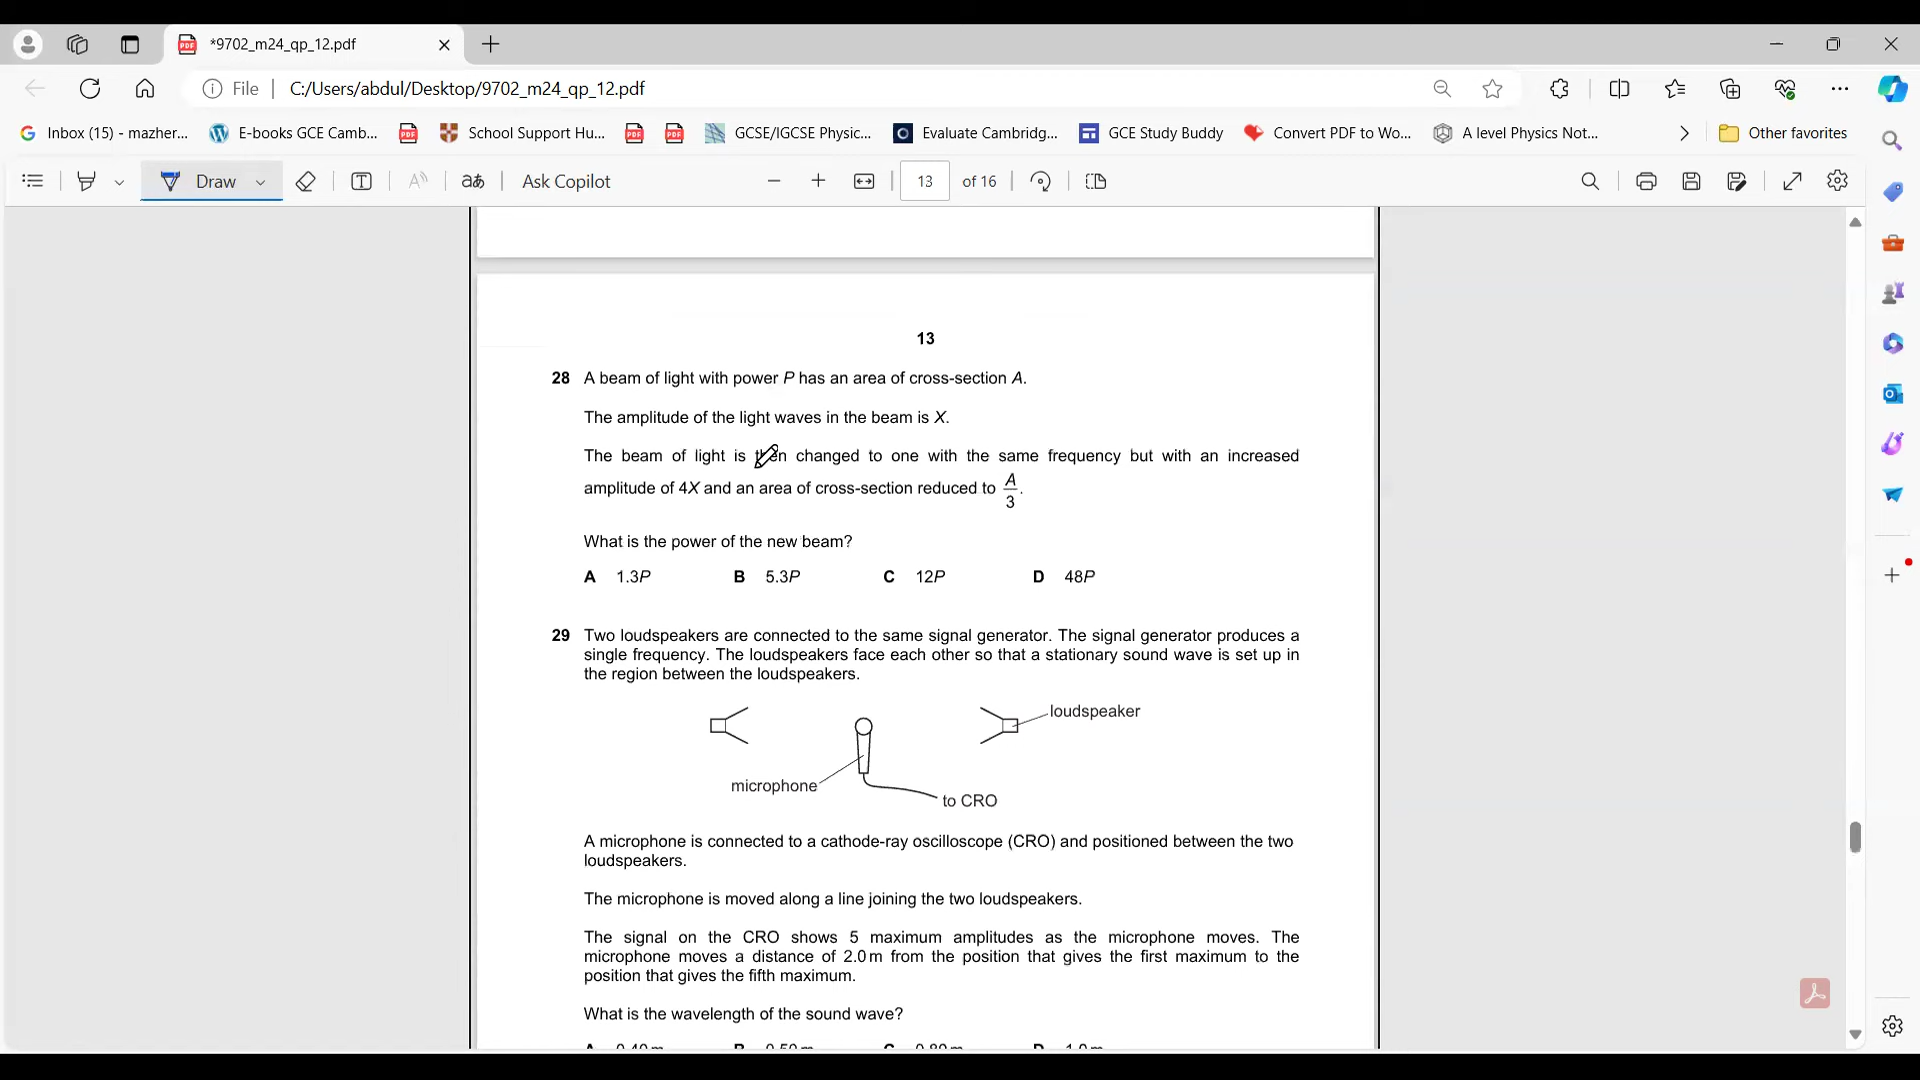 *9702_m24_qp_12.pdf
File
C:/Users/abdul/Desktop/9702_m24_qp_12.pdf
Inbox (15) - mazher...
E-books GCE Camb...
School Support Hu...
GCSE/IGCSE Physic...
Evaluate Cambridg...
GCE Study Buddy
Convert PDF to Wo...
A level Physics Not...
Other favorites
Draw
Ask Copilot
13 of 16
13
28 A beam of light with power P has an area of cross-section A.
The amplitude of the light waves in the beam is X.
The beam of light is then changed to one with the same frequency but with an increased
amplitude of 4X and an area of cross-section reduced to A/3.
What is the power of the new beam?
A 1.3P B 5.3P C 12P D 48P
29 Two loudspeakers are connected to the same signal generator. The signal generator produces a
single frequency. The loudspeakers face each other so that a stationary sound wave is set up in
the region between the loudspeakers.
loudspeaker
microphone
to CRO
A microphone is connected to a cathode-ray oscilloscope (CRO) and positioned between the two
loudspeakers.
The microphone is moved along a line joining the two loudspeakers.
The signal on the CRO shows 5 maximum amplitudes as the microphone moves. The
microphone moves a distance of 2.0 m from the position that gives the first maximum to the
position that gives the fifth maximum.
What is the wavelength of the sound wave?
A 0.40 m B 0.50 m C 0.80 m D 1.0 m